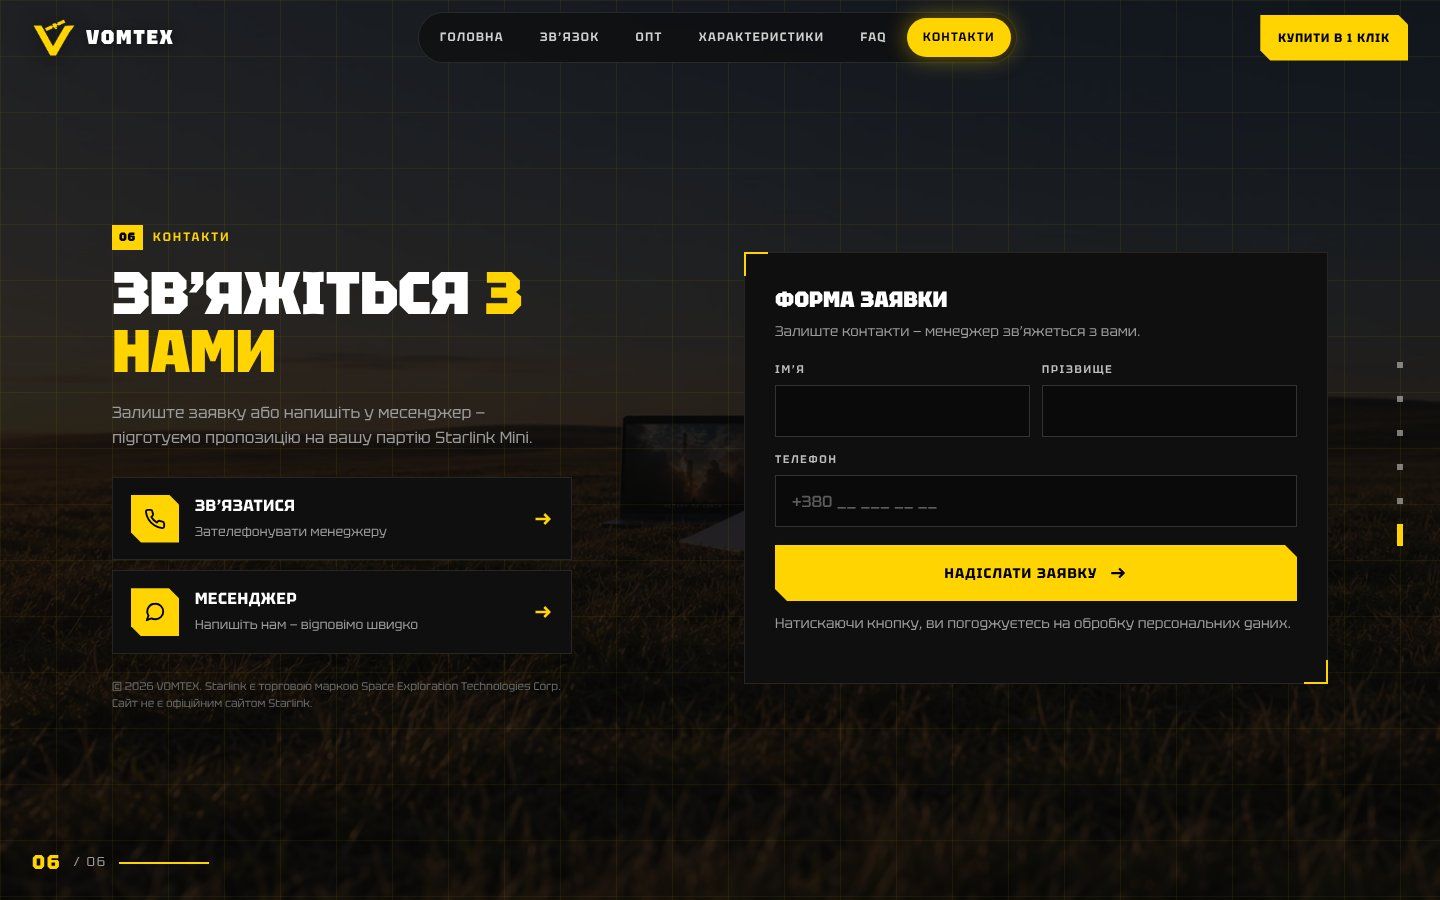 VOMTEX
ГОЛОВНА
ЗВ’ЯЗОК
ОПТ
ХАРАКТЕРИСТИКИ
FAQ
КОНТАКТИ
КУПИТИ В 1 КЛІК
06 КОНТАКТИ
ЗВ’ЯЖІТЬСЯ З
НАМИ
Залиште заявку або напишіть у месенджер –
підготуємо пропозицію на вашу партію Starlink Mini.
ЗВ’ЯЗАТИСЯ
Зателефонувати менеджеру
МЕСЕНДЖЕР
Напишіть нам – відповімо швидко
© 2026 VOMTEX. Starlink є торговою маркою Space Exploration Technologies Corp.
Сайт не є офіційним сайтом Starlink.
ФОРМА ЗАЯВКИ
Залиште контакти – менеджер зв’яжеться з вами.
ІМ’Я
ПРІЗВИЩЕ
ТЕЛЕФОН
+380 __ ___ __ __
НАДІСЛАТИ ЗАЯВКУ →
Натискаючи кнопку, ви погоджуєтесь на обробку персональних даних.
06 / 06